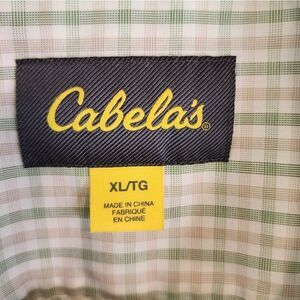 Cabela's®
XL/TG
MADE IN CHINA
FABRIQUÉ
EN CHINE